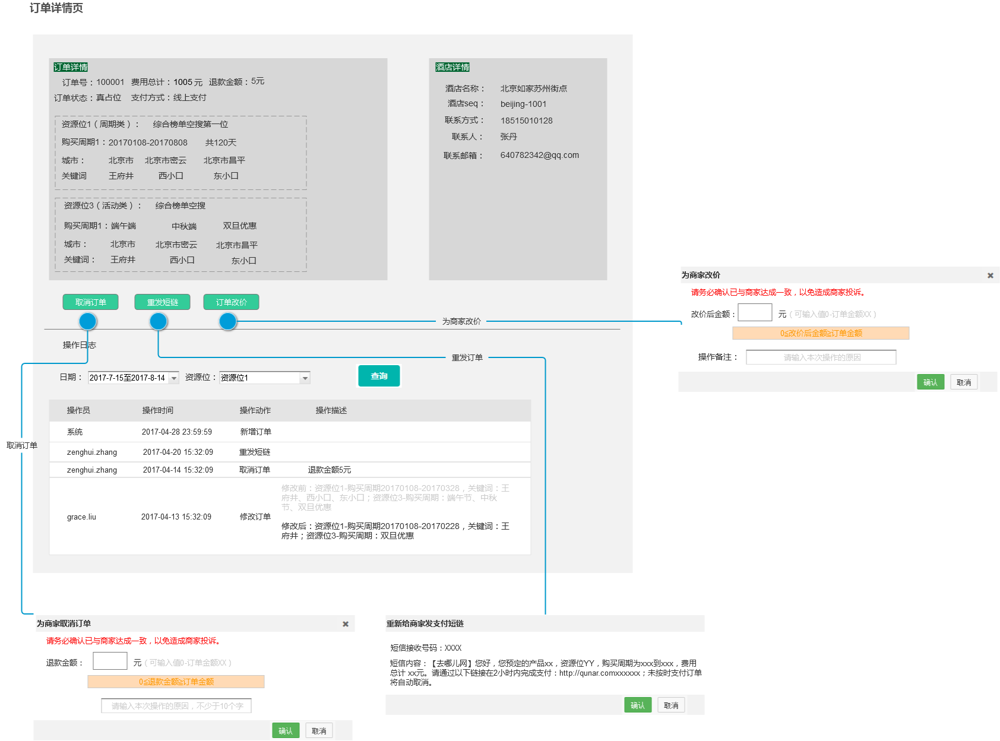 订单详情页
订单详情
订单号：100001 费用总计：1005 元 退款金额：5元
订单状态：真占位 支付方式：线上支付
资源位1（周期类）： 综合榜单空搜第一位
购买周期1：20170108-20170808 共120天
城市： 北京市 北京市密云 北京市昌平
关键词 王府井 西小口 东小口
资源位3（活动类）： 综合榜单空搜
购买周期1：端午端 中秋端 双旦优惠
城市： 北京市 北京市密云 北京市昌平
关键词： 王府井 西小口 东小口
酒店详情
酒店名称： 北京如家苏州街点
酒店seq： beijing-1001
联系方式： 18515010128
联系人： 张丹
联系邮箱： 640782342@qq.com
取消订单 重发短链 订单改价
为商家改价
操作日志
重发订单
日期： 2017-7-15至2017-8-14 资源位： 资源位1 查询
操作员 操作时间 操作动作 操作描述
系统 2017-04-28 23:59:59 新增订单
取消订单
zenghui.zhang 2017-04-20 15:32:09 重发短链
zenghui.zhang 2017-04-14 15:32:09 取消订单 退款金额5元
grace.liu 2017-04-13 15:32:09 修改订单
修改前：资源位1-购买周期20170108-20170328，关键词：王
府井、西小口、东小口；资源位3-购买周期：端午节、中秋
节、双旦优惠
修改后：资源位1-购买周期20170108-20170228，关键词：王
府井；资源位3-购买周期：双旦优惠
为商家改价
请务必确认已与商家达成一致，以免造成商家投诉。
改价后金额： 元（可输入值0-订单金额XX）
0≦改价后金额≧订单金额
操作备注： 请输入本次操作的原因
确认 取消
为商家取消订单
请务必确认已与商家达成一致，以免造成商家投诉。
退款金额： 元（可输入值0-订单金额XX）
0≦退款金额≧订单金额
请输入本次操作的原因，不少于10个字
确认 取消
重新给商家发支付短链
短信接收号码：XXXX
短信内容：【去哪儿网】您好，您预定的产品xx，资源位YY，购买周期为xxx到xxx，费用
总计 xx元。请通过以下链接在2小时内完成支付：http://qunar.comxxxxxx；未按时支付订单
将自动取消。
确认 取消